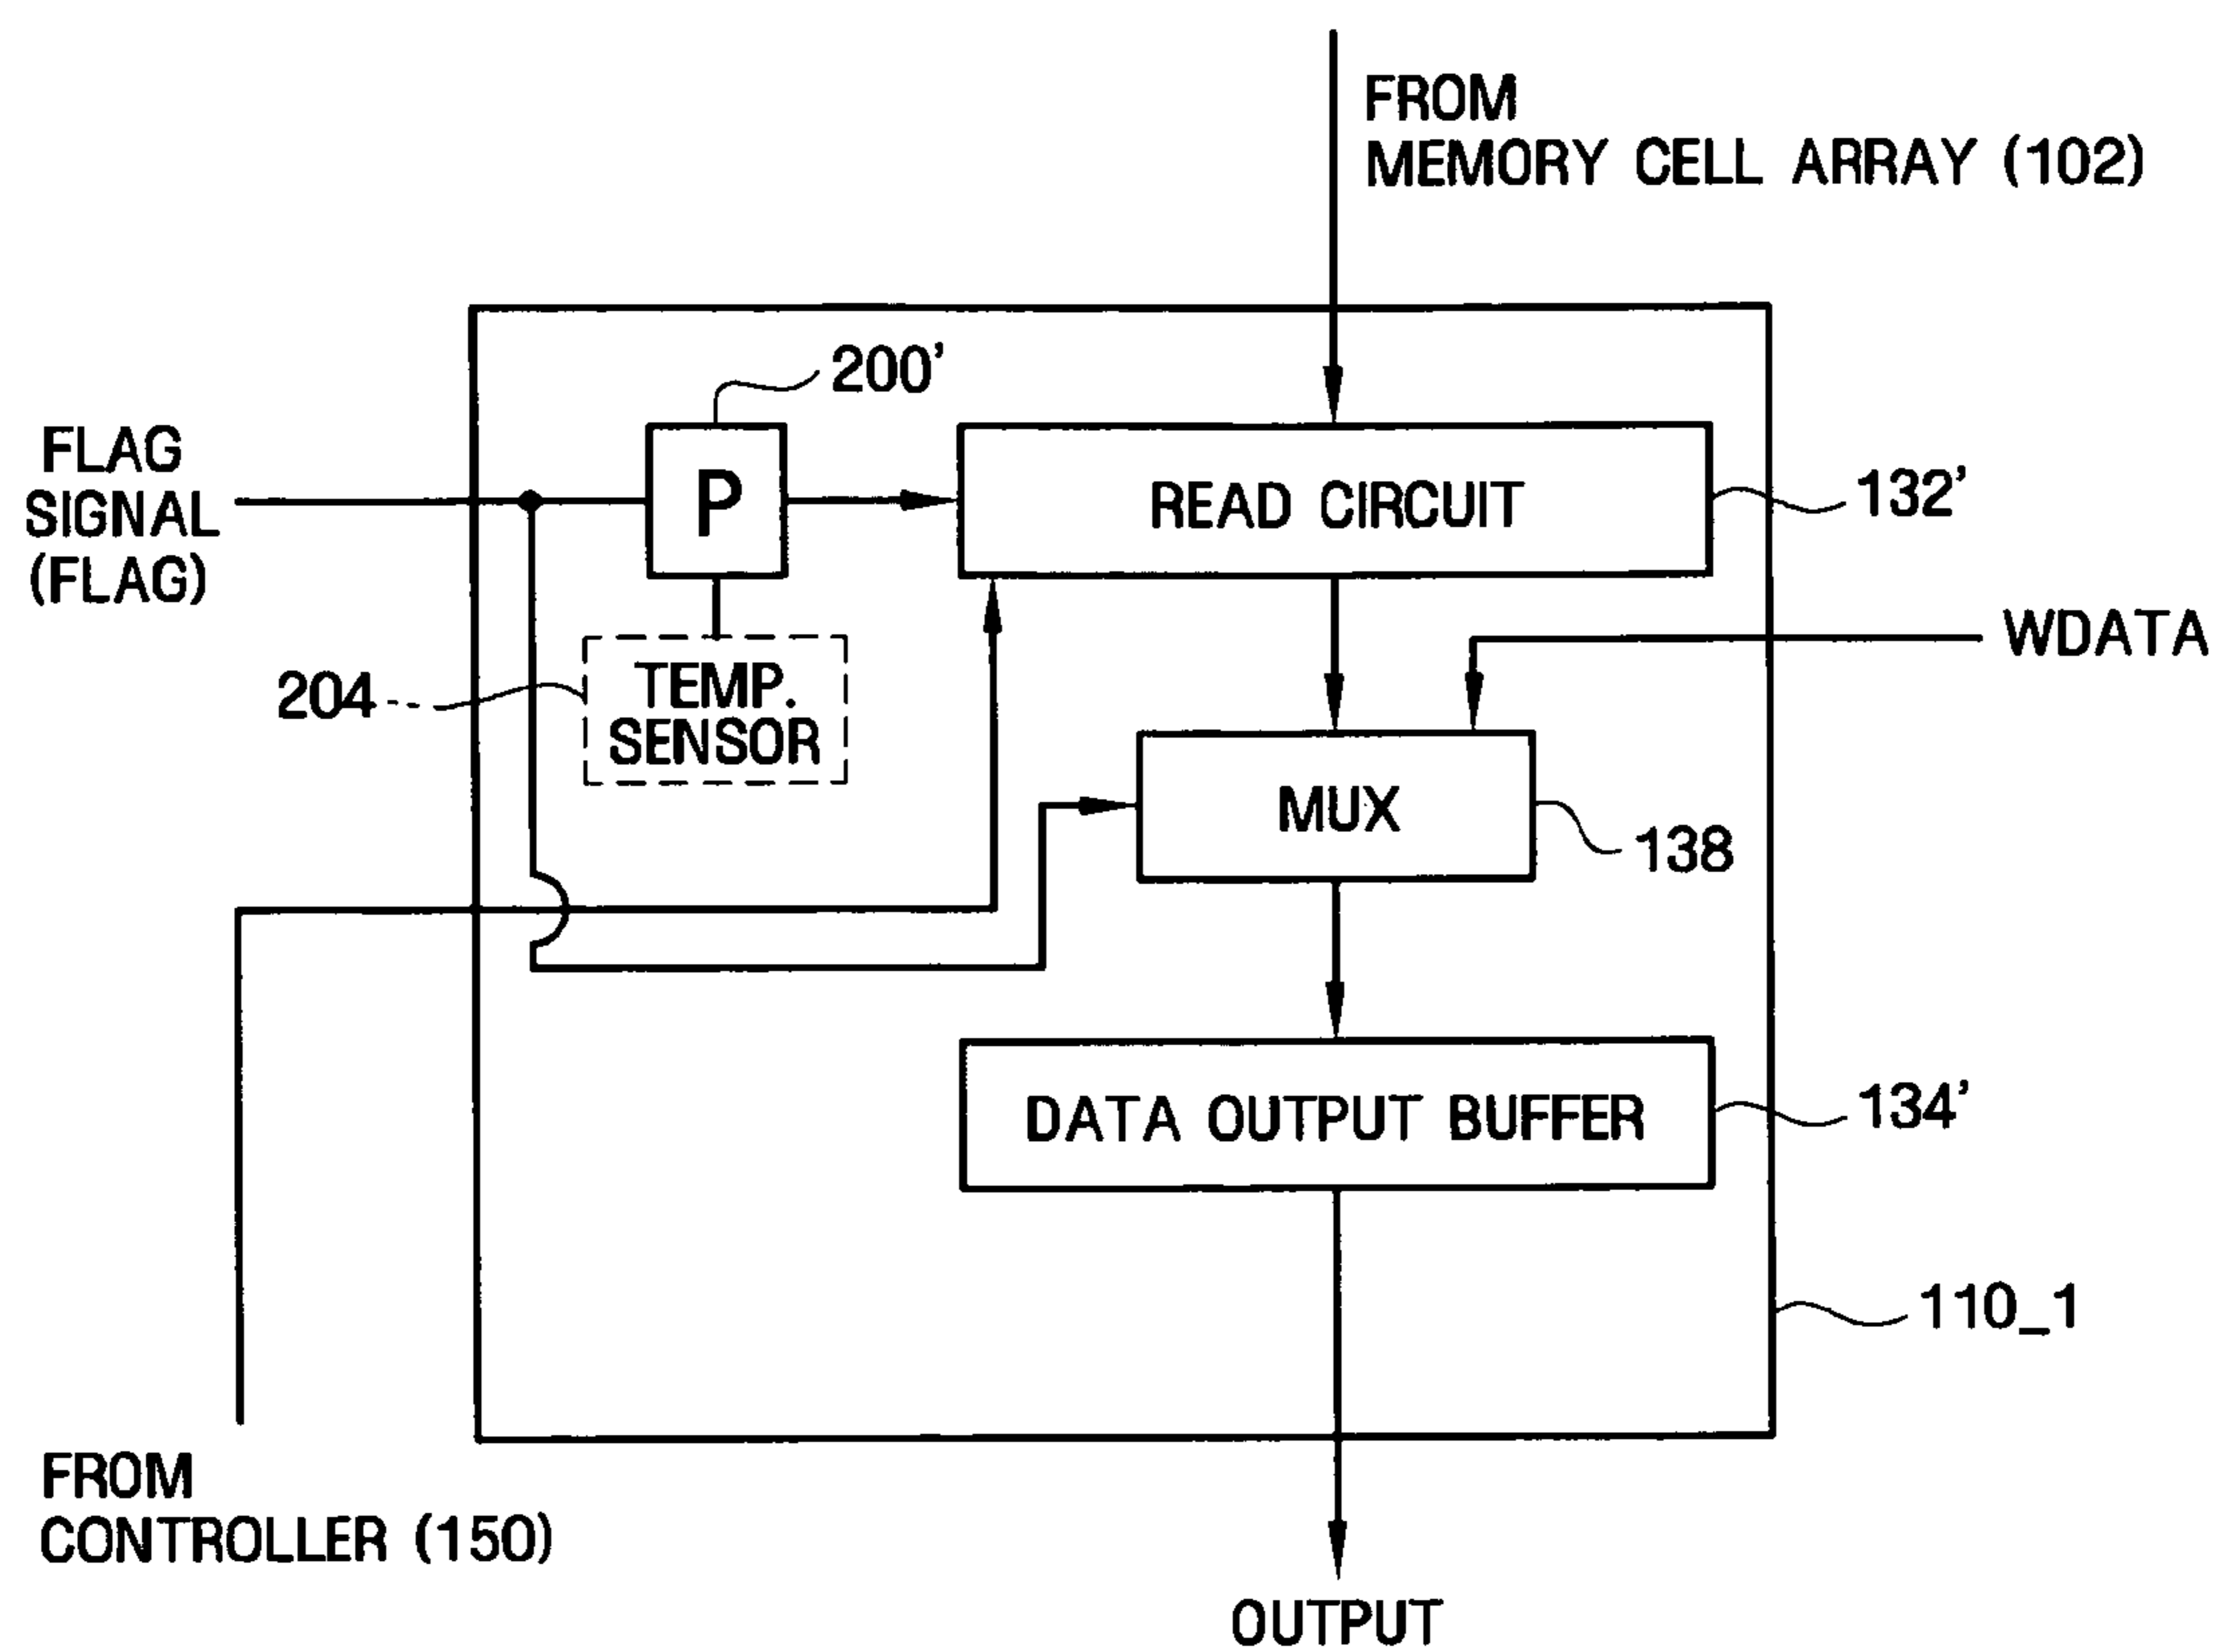 FROM
MEMORY CELL ARRAY (102)
200'
FLAG
SIGNAL
(FLAG)
P
READ CIRCUIT
132'
WDATA
204
TEMP.
SENSOR
MUX
138
DATA OUTPUT BUFFER
134'
110_1
FROM
CONTROLLER (150)
OUTPUT